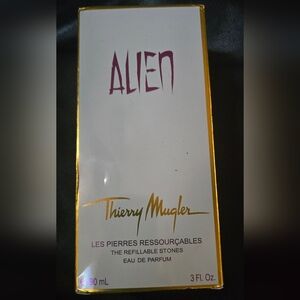 ALIEN
Thierry Mugler
LES PIERRES RESSOURÇABLES
THE REFILLABLE STONES
EAU DE PARFUM
90 mL
3 Fl. Oz.